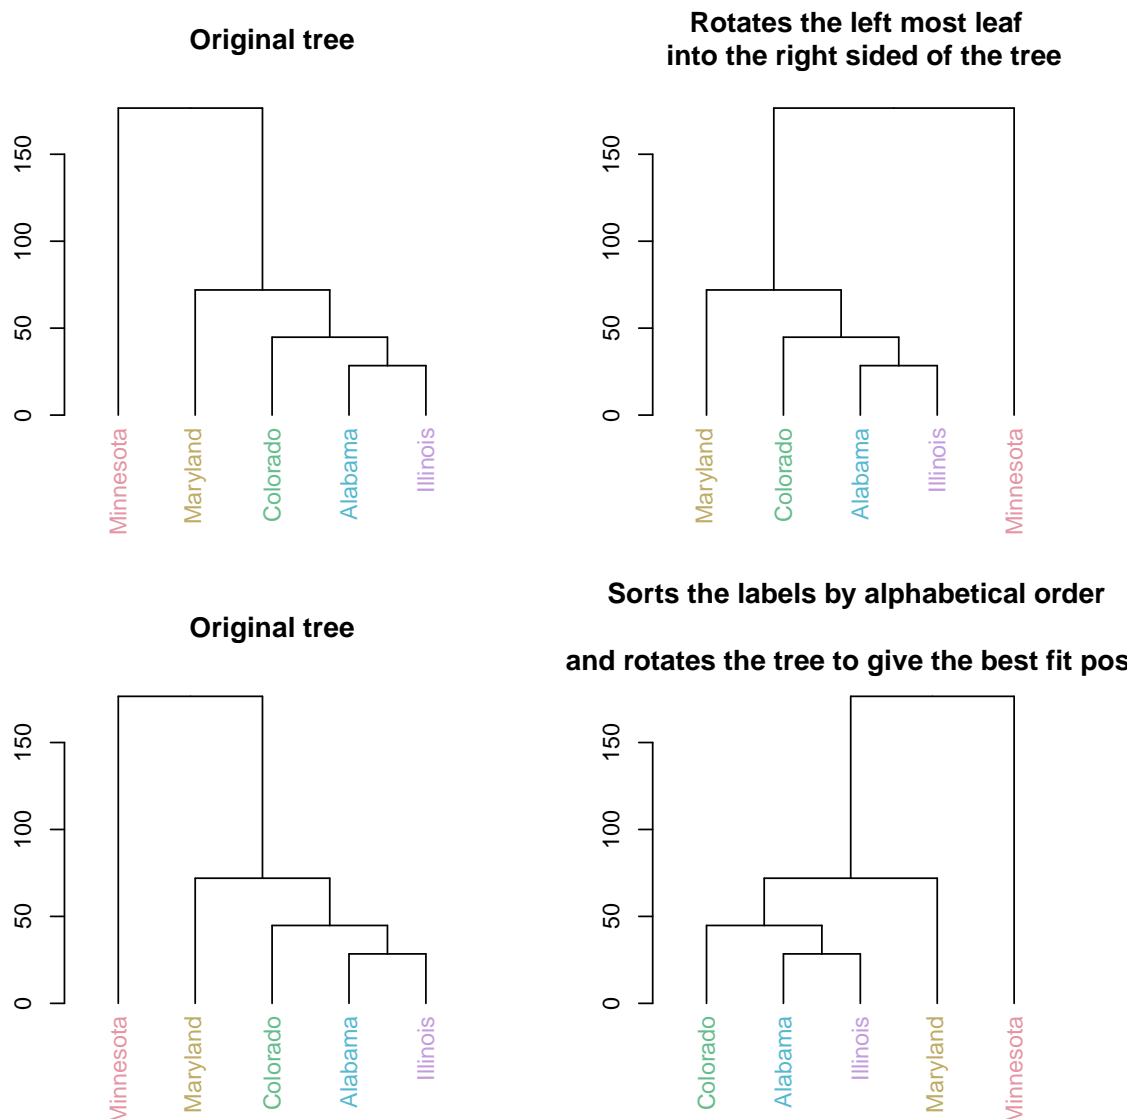 Original tree
Rotates the left most leaf
into the right sided of the tree
150
100
50
0
Minnesota
Maryland
Colorado
Alabama
Illinois
150
100
50
0
Maryland
Colorado
Alabama
Illinois
Minnesota
Original tree
Sorts the labels by alphabetical order
and rotates the tree to give the best fit pos
150
100
50
0
Minnesota
Maryland
Colorado
Alabama
Illinois
150
100
50
0
Colorado
Alabama
Illinois
Maryland
Minnesota